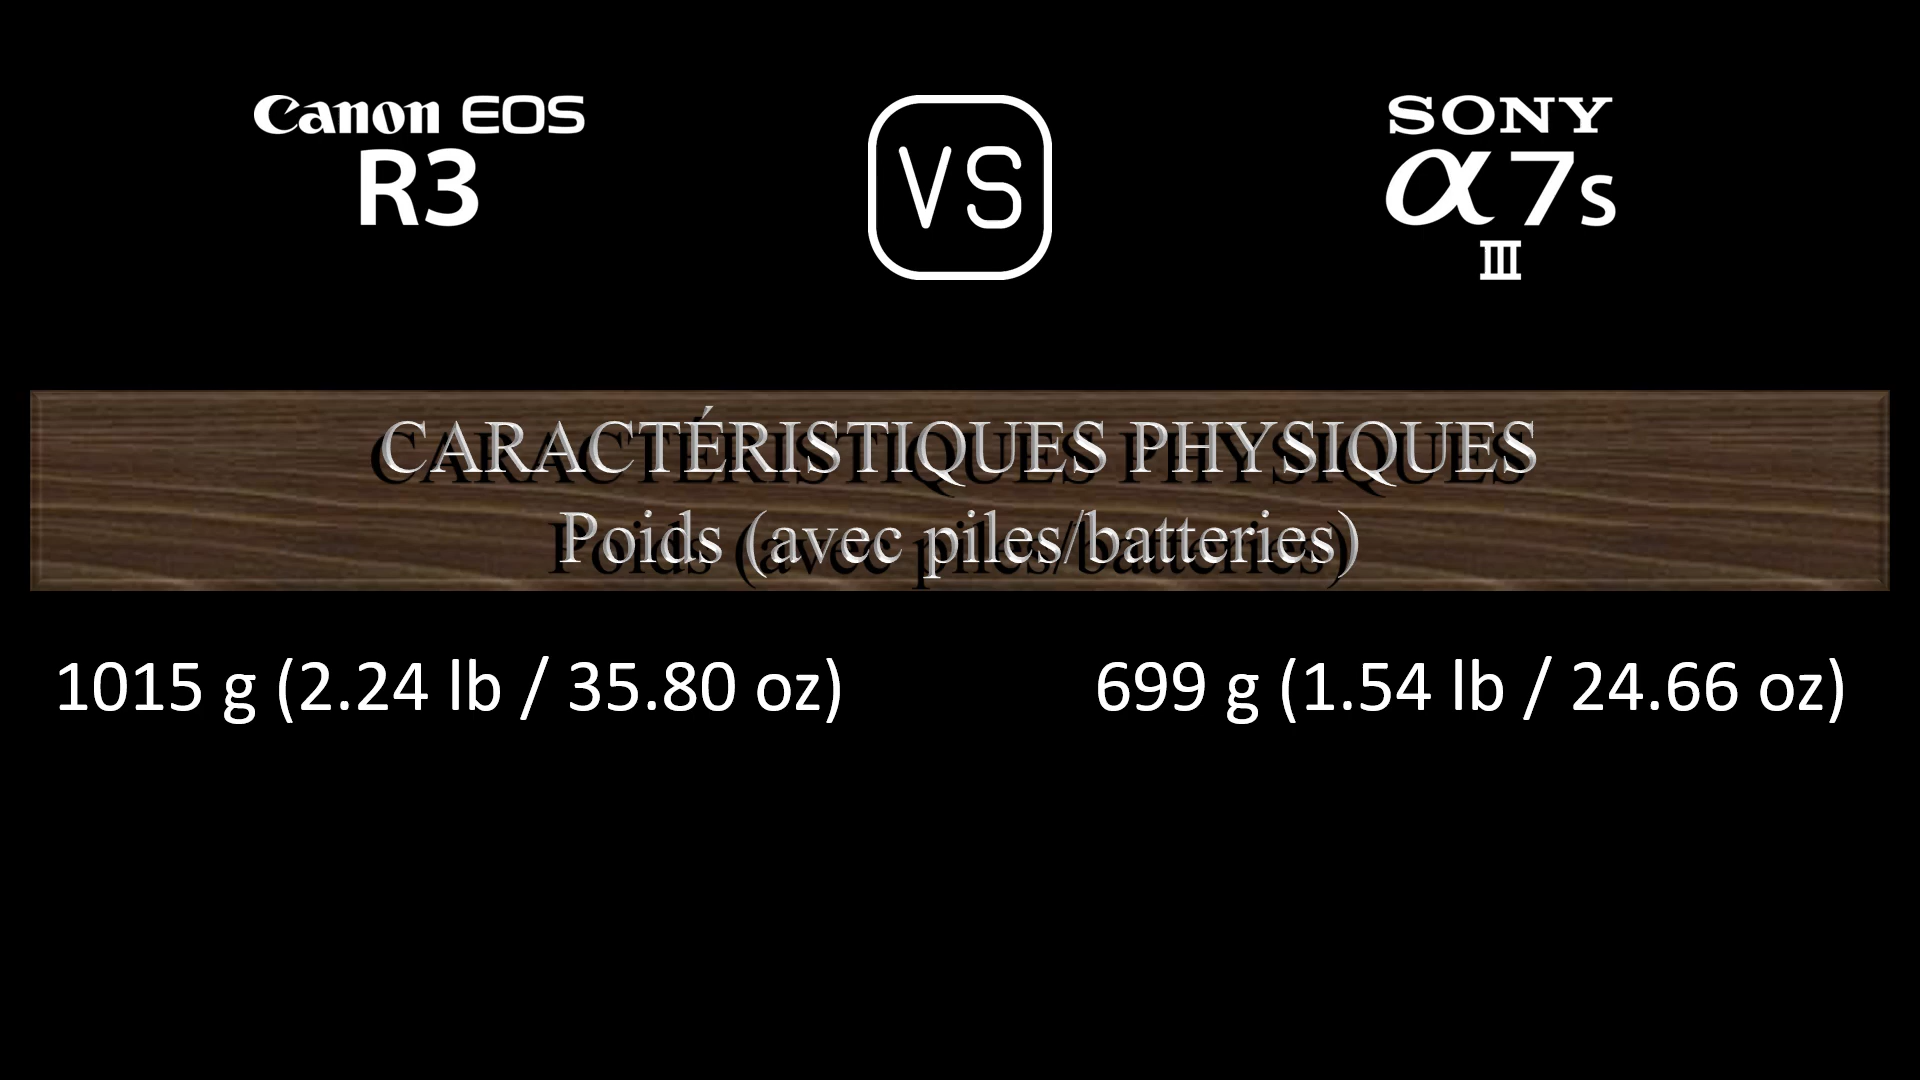 Canon EOS
R3
VS
SONY
α7s
III
CARACTÉRISTIQUES PHYSIQUES
Poids (avec piles/batteries)
1015 g (2.24 lb / 35.80 oz)
699 g (1.54 lb / 24.66 oz)